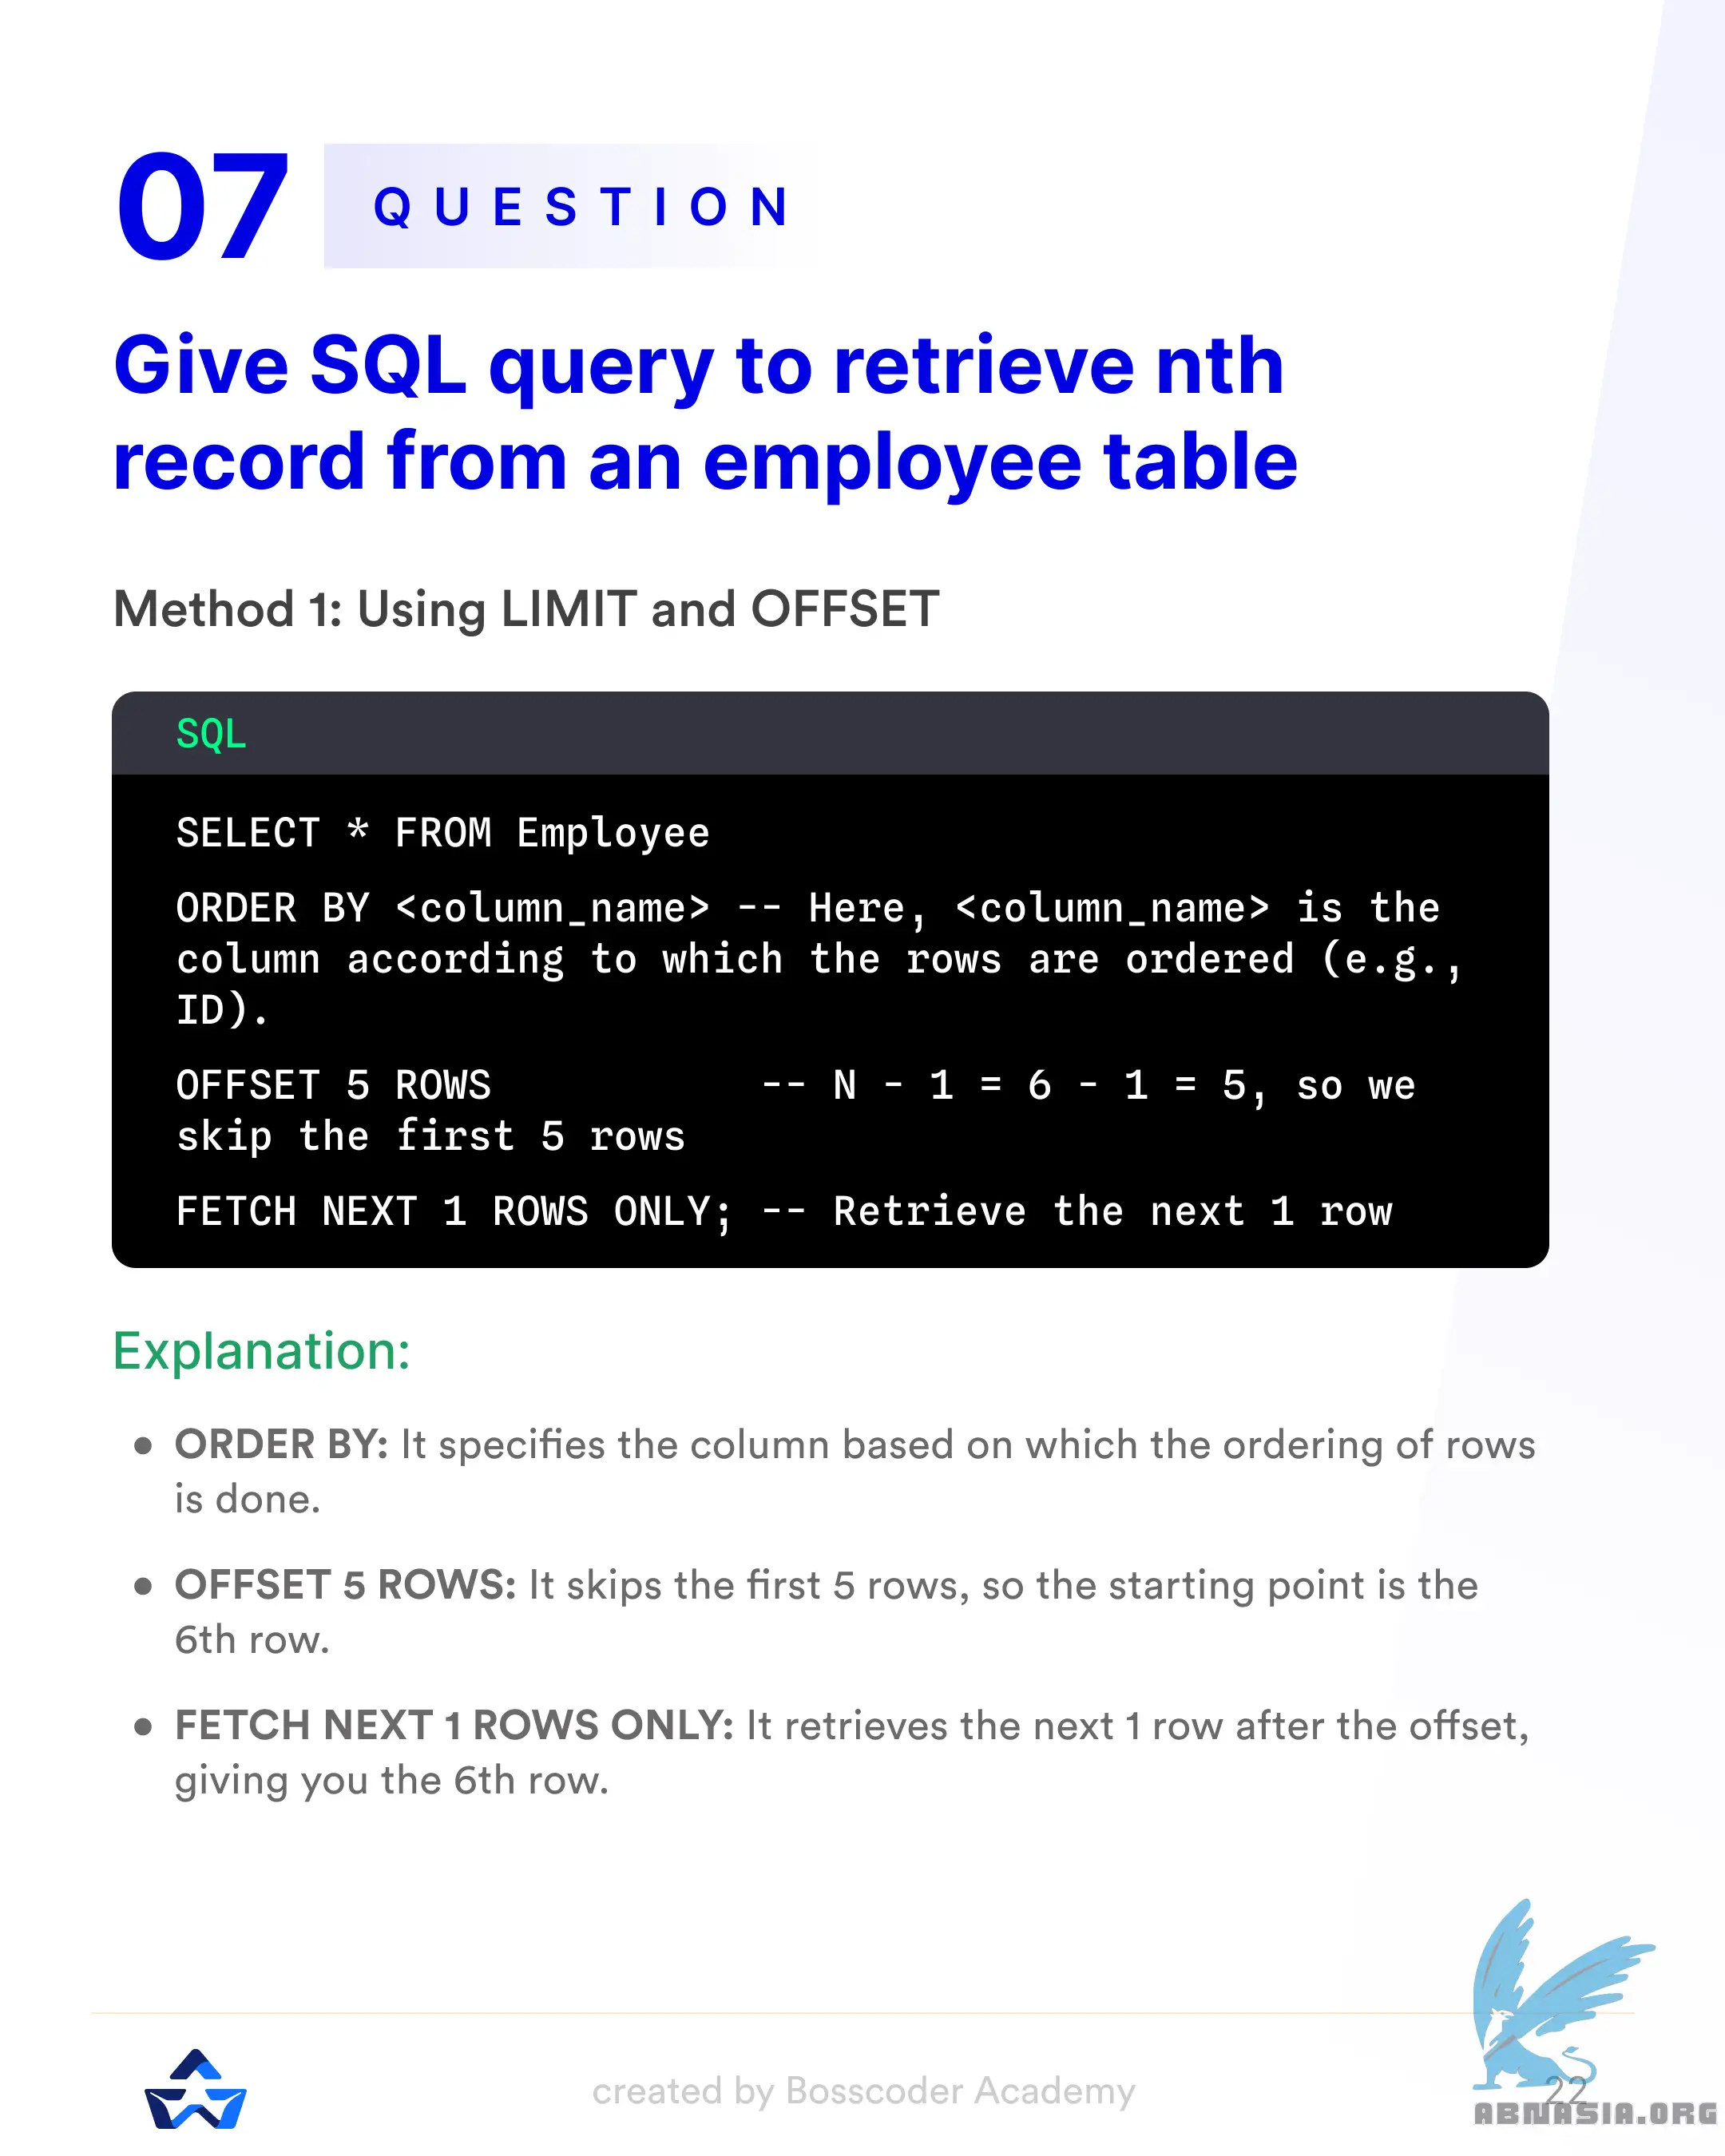 07 QUESTION
Give SQL query to retrieve nth
record from an employee table
Method 1: Using LIMIT and OFFSET
SQL
SELECT * FROM Employee
ORDER BY <column_name> -- Here, <column_name> is the
column according to which the rows are ordered (e.g.,
ID).
OFFSET 5 ROWS -- N - 1 = 6 - 1 = 5, so we
skip the first 5 rows
FETCH NEXT 1 ROWS ONLY; -- Retrieve the next 1 row
Explanation:
• ORDER BY: It specifies the column based on which the ordering of rows
is done.
• OFFSET 5 ROWS: It skips the first 5 rows, so the starting point is the
6th row.
• FETCH NEXT 1 ROWS ONLY: It retrieves the next 1 row after the offset,
giving you the 6th row.
created by Bosscoder Academy
22
ABNASIA.ORG